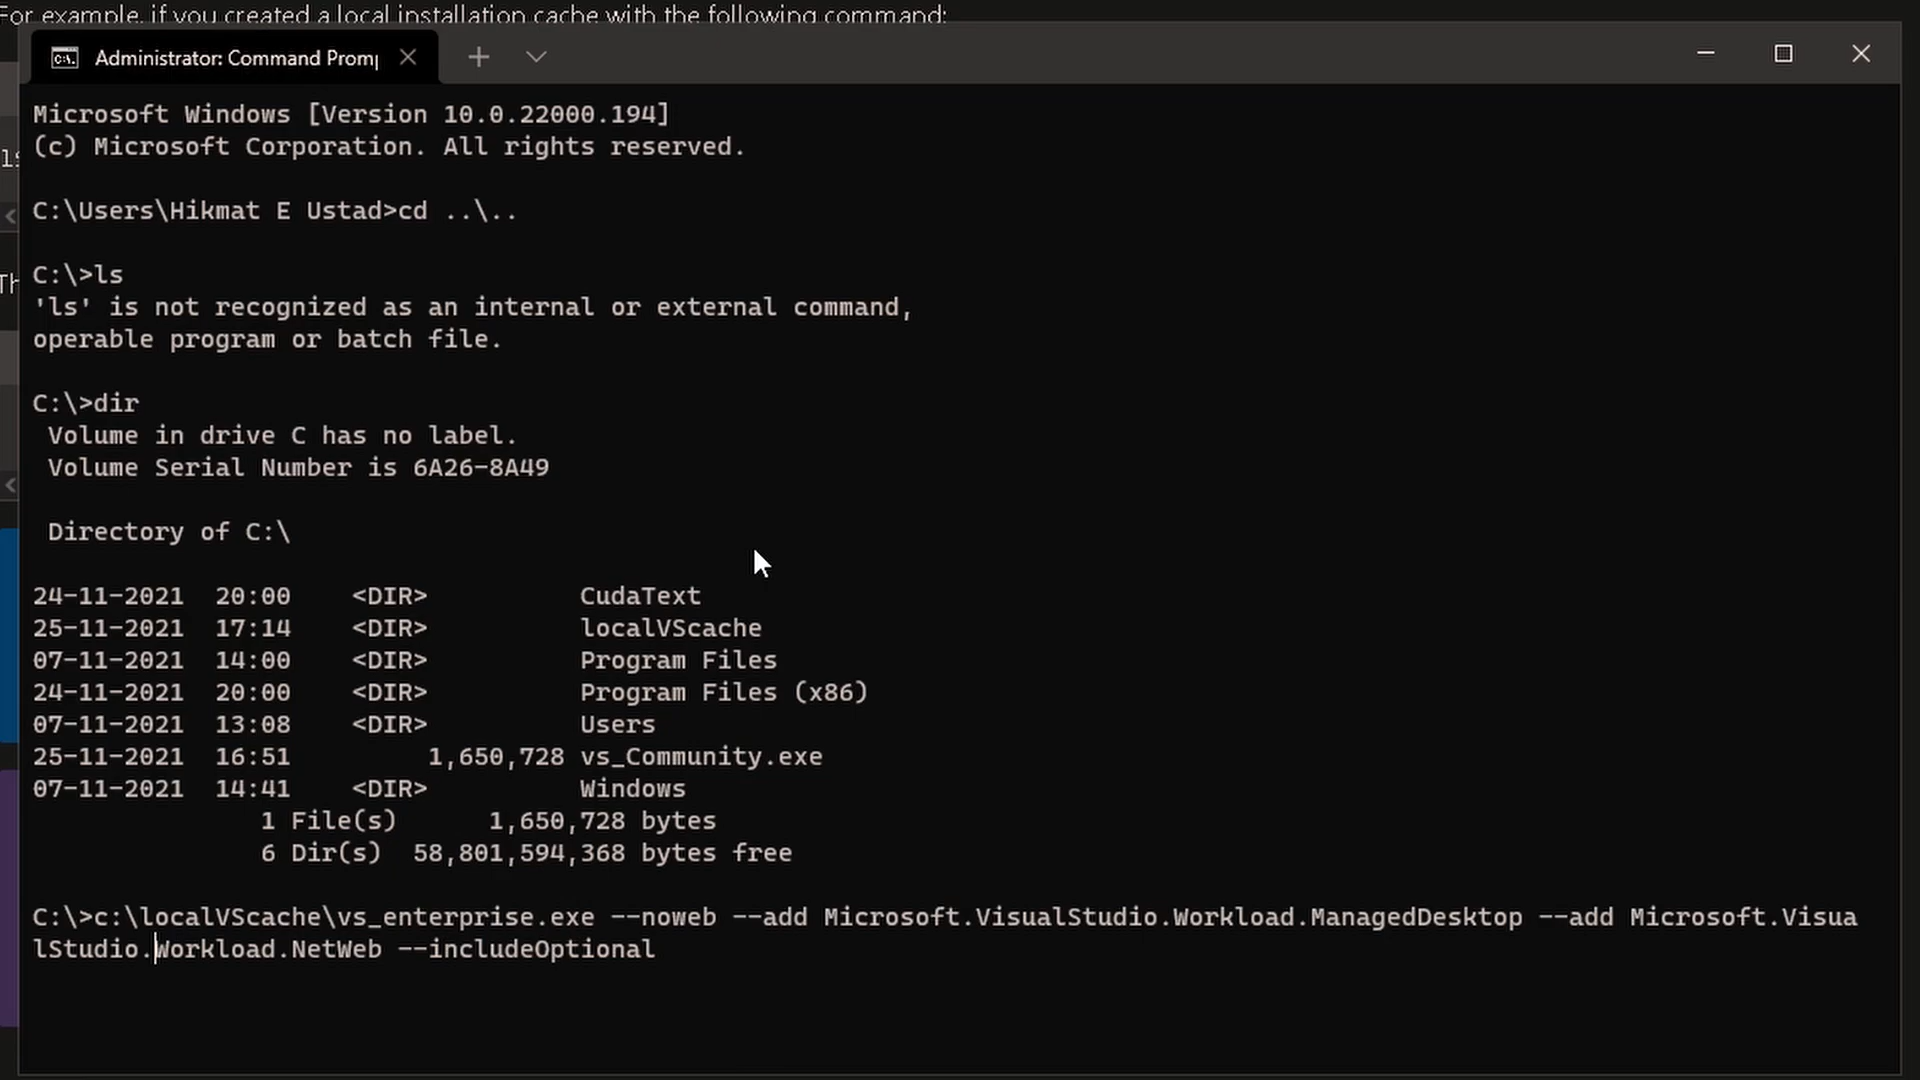 For example, if you created a local installation cache with the following command:
Administrator: Command Promp
Microsoft Windows [Version 10.0.22000.194]
(c) Microsoft Corporation. All rights reserved.
C:\Users\Hikmat E Ustad>cd ..\..
C:\>ls
'ls' is not recognized as an internal or external command,
operable program or batch file.
C:\>dir
Volume in drive C has no label.
Volume Serial Number is 6A26-8A49
Directory of C:\
24-11-2021 20:00 <DIR> CudaText
25-11-2021 17:14 <DIR> localVScache
07-11-2021 14:00 <DIR> Program Files
24-11-2021 20:00 <DIR> Program Files (x86)
07-11-2021 13:08 <DIR> Users
25-11-2021 16:51 1,650,728 vs_Community.exe
07-11-2021 14:41 <DIR> Windows
1 File(s) 1,650,728 bytes
6 Dir(s) 58,801,594,368 bytes free
C:\>c:\localVScache\vs_enterprise.exe --noweb --add Microsoft.VisualStudio.Workload.ManagedDesktop --add Microsoft.Visua
lStudio.Workload.NetWeb --includeOptional